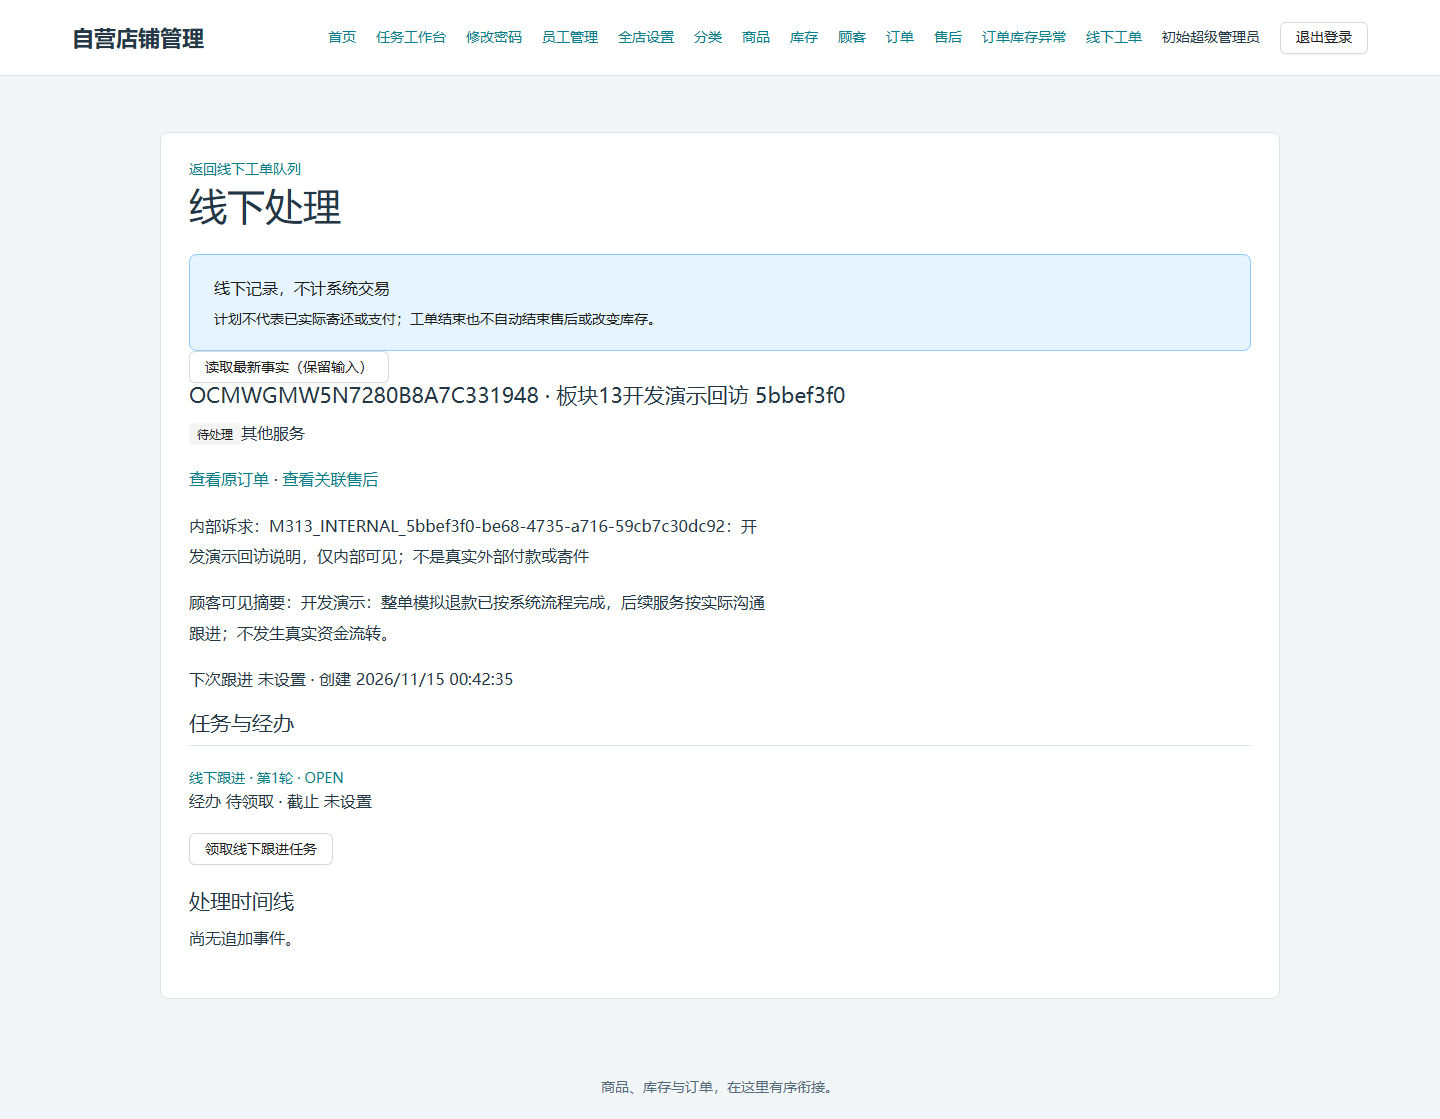 自营店铺管理
首页 任务工作台 修改密码 员工管理 全店设置 分类 商品 库存 顾客 订单 售后 订单库存异常 线下工单 初始超级管理员 退出登录
返回线下工单队列
线下处理
线下记录，不计系统交易
计划不代表已实际寄还或支付；工单结束也不自动结束售后或改变库存。
读取最新事实（保留输入）
OCMWGMW5N7280B8A7C331948 · 板块13开发演示回访 5bbef3f0
待处理 其他服务
查看原订单 · 查看关联售后
内部诉求：M313_INTERNAL_5bbef3f0-be68-4735-a716-59cb7c30dc92：开
发演示回访说明，仅内部可见；不是真实外部付款或寄件
顾客可见摘要：开发演示：整单模拟退款已按系统流程完成，后续服务按实际沟通
跟进；不发生真实资金流转。
下次跟进 未设置 · 创建 2026/11/15 00:42:35
任务与经办
线下跟进 · 第1轮 · OPEN
经办 待领取 · 截止 未设置
领取线下跟进任务
处理时间线
尚无追加事件。
商品、库存与订单，在这里有序衔接。